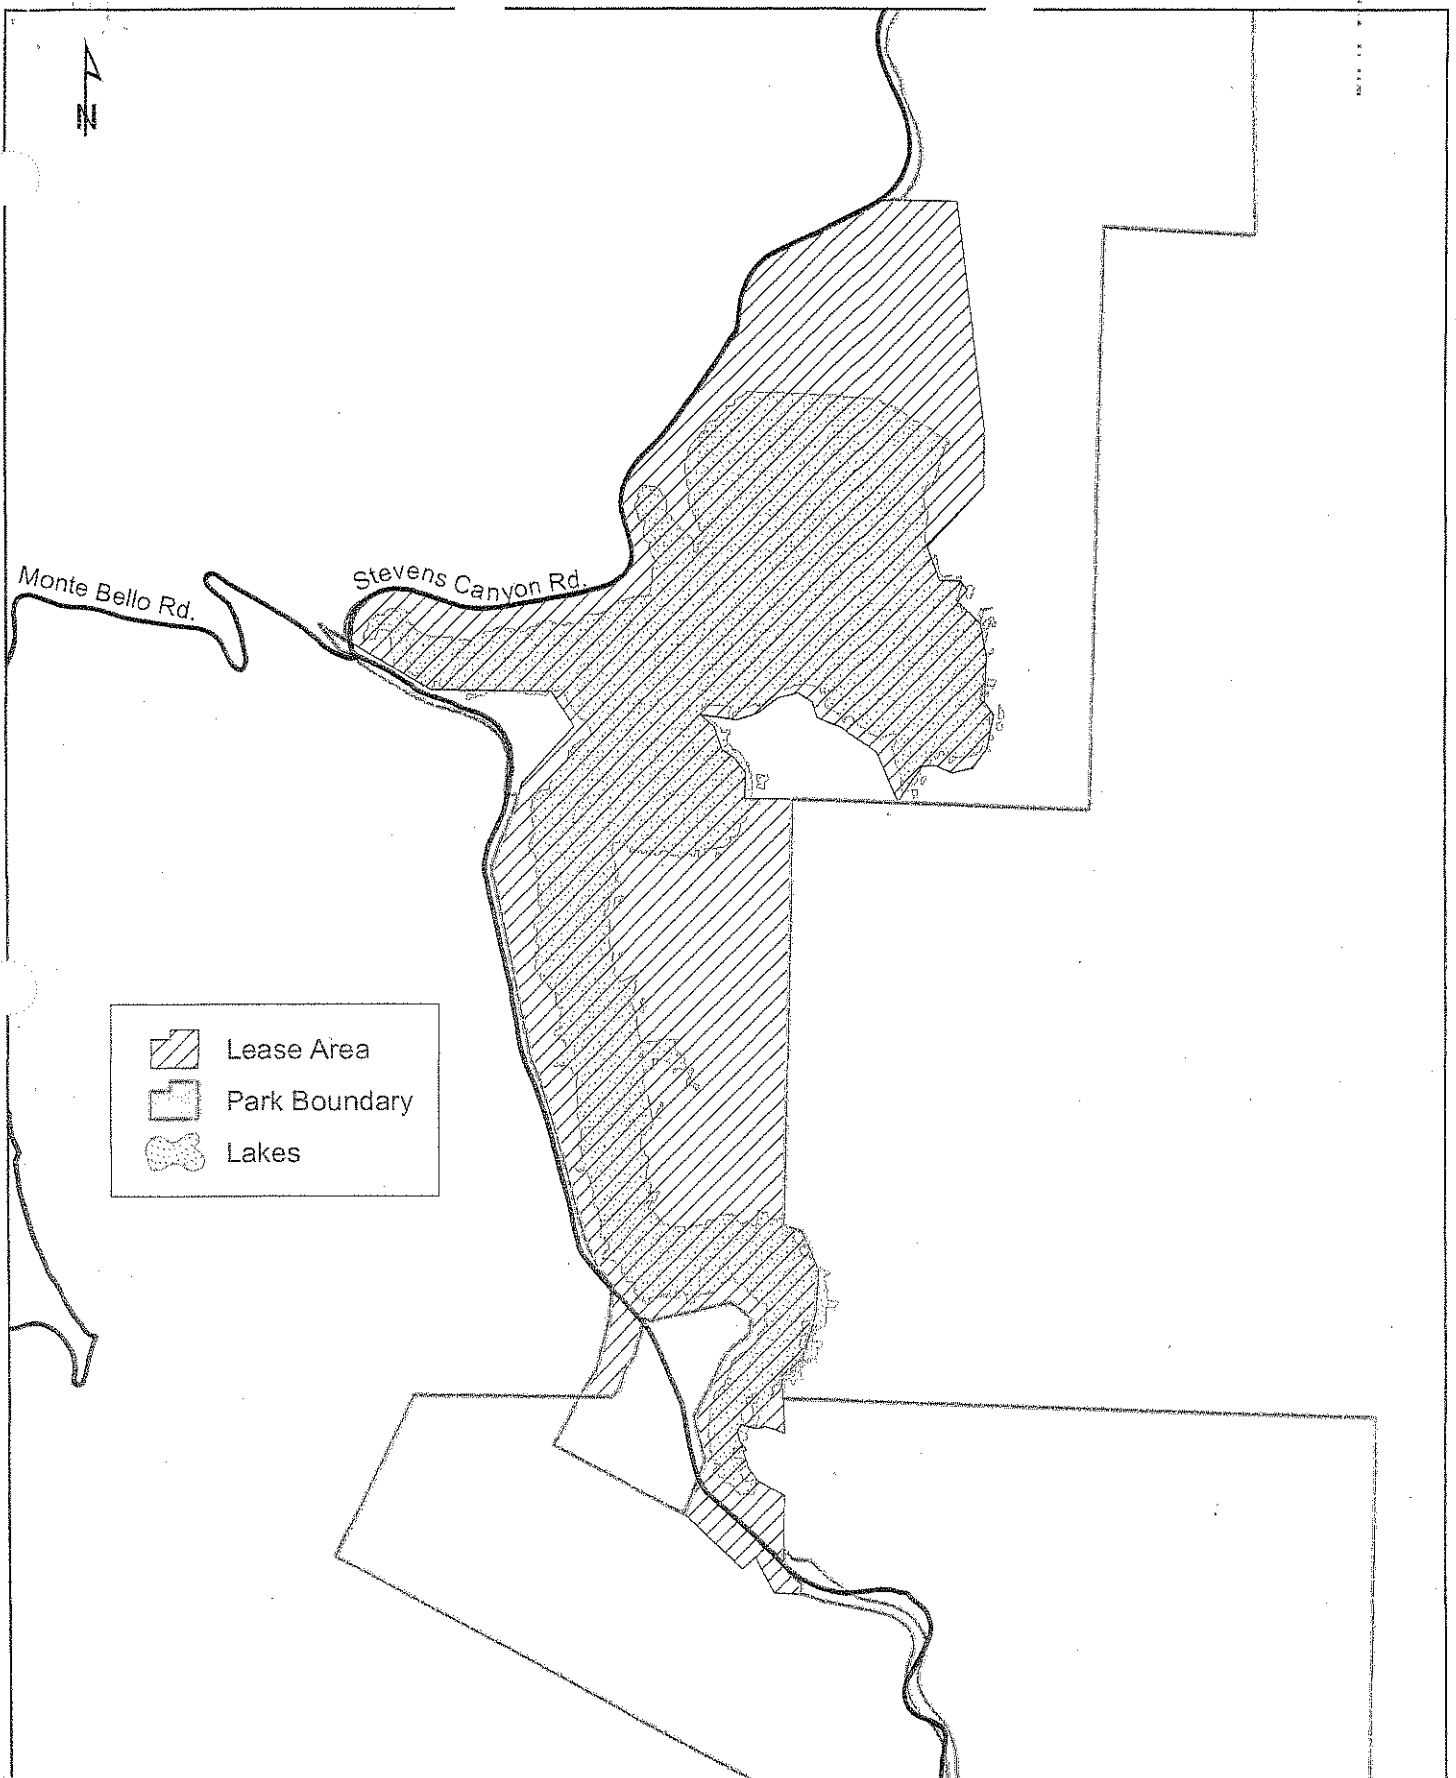 N
Stevens Canyon Rd.
Monte Bello Rd.
Lease Area
Park Boundary
Lakes